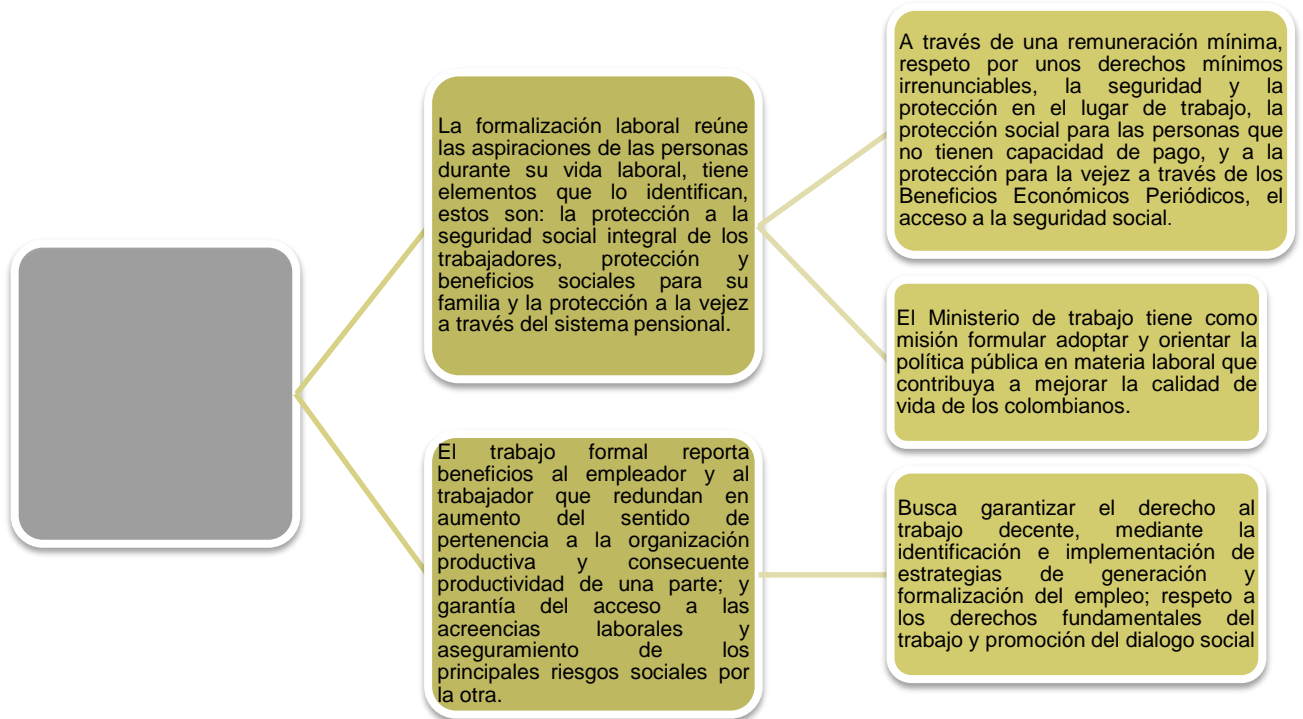 La formalización laboral reúne
las aspiraciones de las personas
durante su vida laboral, tiene
elementos que lo identifican,
estos son: la protección a la
seguridad social integral de los
trabajadores, protección y
beneficios sociales para su
familia y la protección a la vejez
a través del sistema pensional.
A través de una remuneración mínima,
respeto por unos derechos mínimos
irrenunciables, la seguridad y la
protección en el lugar de trabajo, la
protección social para las personas que
no tienen capacidad de pago, y a la
protección para la vejez a través de los
Beneficios Económicos Periódicos, el
acceso a la seguridad social.
El Ministerio de trabajo tiene como
misión formular adoptar y orientar la
política pública en materia laboral que
contribuya a mejorar la calidad de
vida de los colombianos.
El trabajo formal reporta
beneficios al empleador y al
trabajador que redundan en
aumento del sentido de
pertenencia a la organización
productiva y consecuente
productividad de una parte; y
garantía del acceso a las
acreencias laborales y
aseguramiento de los
principales riesgos sociales por
la otra.
Busca garantizar el derecho al
trabajo decente, mediante la
identificación e implementación de
estrategias de generación y
formalización del empleo; respeto a
los derechos fundamentales del
trabajo y promoción del dialogo social